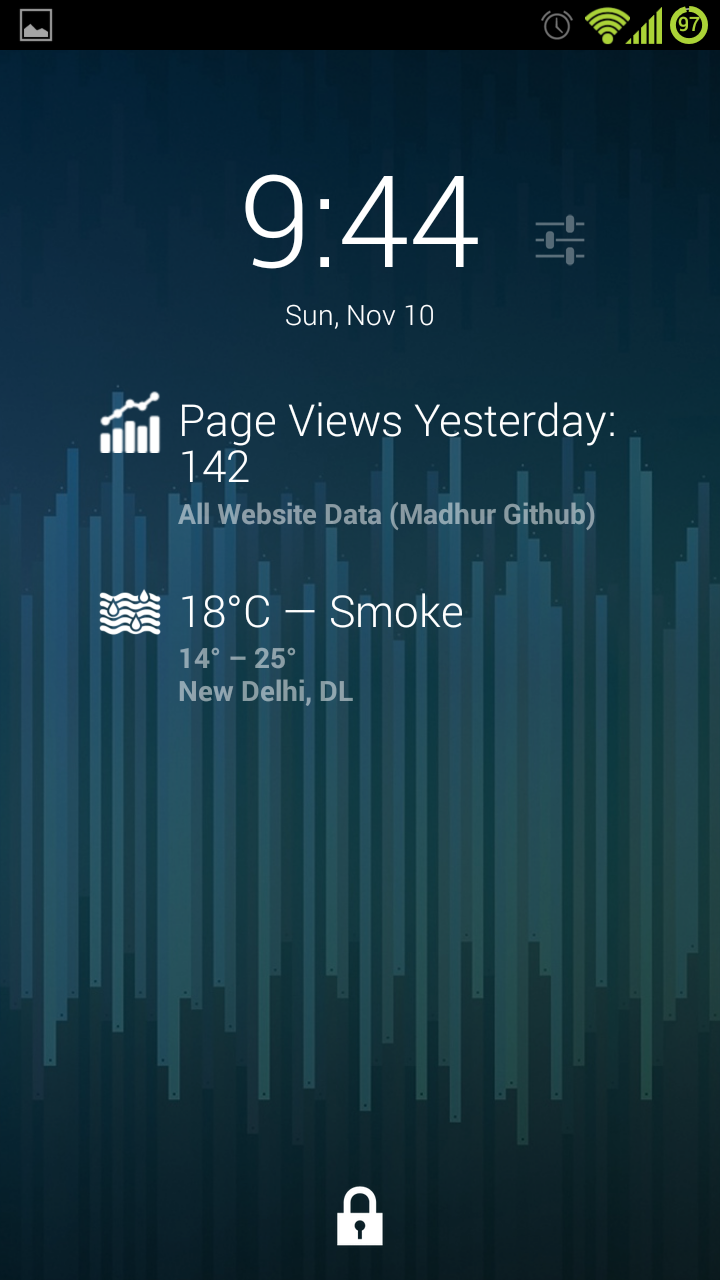 97
9:44
Sun, Nov 10
Page Views Yesterday:
142
All Website Data (Madhur Github)
18°C — Smoke
14° – 25°
New Delhi, DL